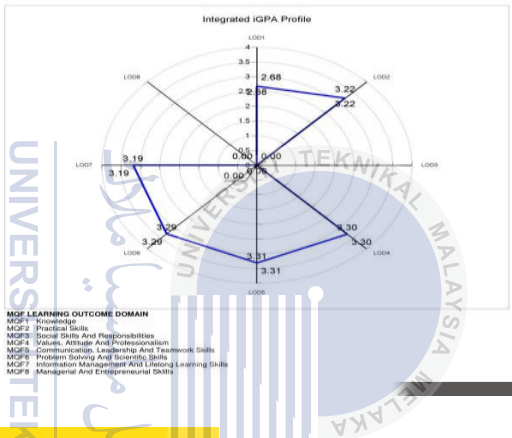 Integrated iGPA Profile
LOD1
4
3.5
3
2.68
2.5
2.68
2
1.5
1
0.5
LOD2
3.22
3.22
LOD8
LOD7
3.19
3.19
0.00
0.00
0.00
0.00
LOD3
3.29
3.29
LOD6
3.31
3.31
LOD5
3.30
3.30
LOD4
UNIVERSITI TEKNIKAL MALAYSIA MELAKA
UNIVERSITI TEK
MQF LEARNING OUTCOME DOMAIN
MQF1 Knowledge
MQF2 Practical Skills
MQF3 Social Skills And Responsibilities
MQF4 Values, Attitude And Professionalism
MQF5 Communication, Leadership And Teamwork Skills
MQF6 Problem Solving And Scientific Skills
MQF7 Information Management And Lifelong Learning Skills
MQF8 Managerial And Entrepreneurial Skills